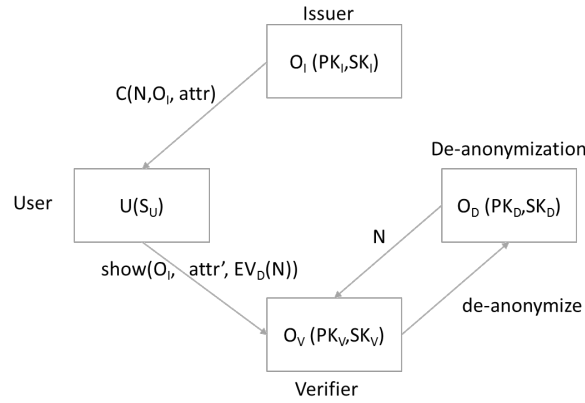 Issuer
O_I (PK_I,SK_I)
C(N,O_I, attr)
De-anonymization
User
U(S_U)
O_D (PK_D,SK_D)
N
show(O_I, attr’, EV_D(N))
de-anonymize
O_V (PK_V,SK_V)
Verifier